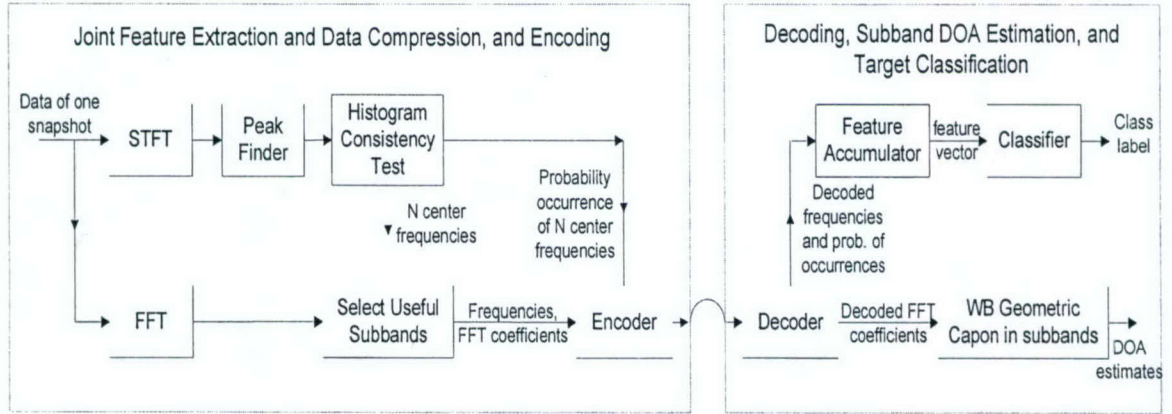 Joint Feature Extraction and Data Compression, and Encoding
Data of one
snapshot
STFT
Peak
Finder
Histogram
Consistency
Test
N center
frequencies
Probability
occurrence
of N center
frequencies
FFT
Select Useful
Subbands
Frequencies,
FFT coefficients
Encoder
Decoding, Subband DOA Estimation, and
Target Classification
Feature
Accumulator
feature
vector
Classifier
Class
label
Decoded
frequencies
and prob. of
occurrences
Decoder
Decoded FFT
coefficients
WB Geometric
Capon in subbands
DOA
estimates